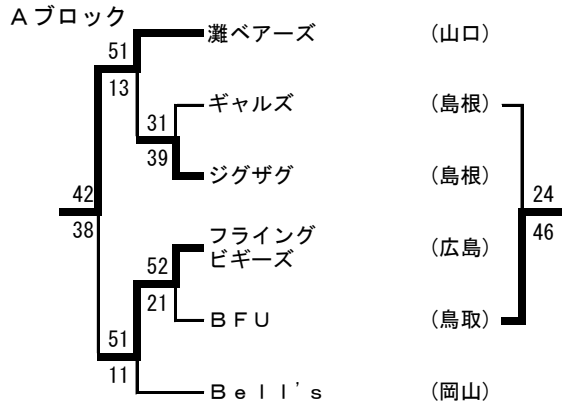 Aブロック
51
灘ベアーズ (山口)
13
31
ギャルズ (島根)
39
ジグザグ (島根)
42
24
38
46
フライング
ビギーズ (広島)
52
21
BFU (鳥取)
51
11
Bell's (岡山)